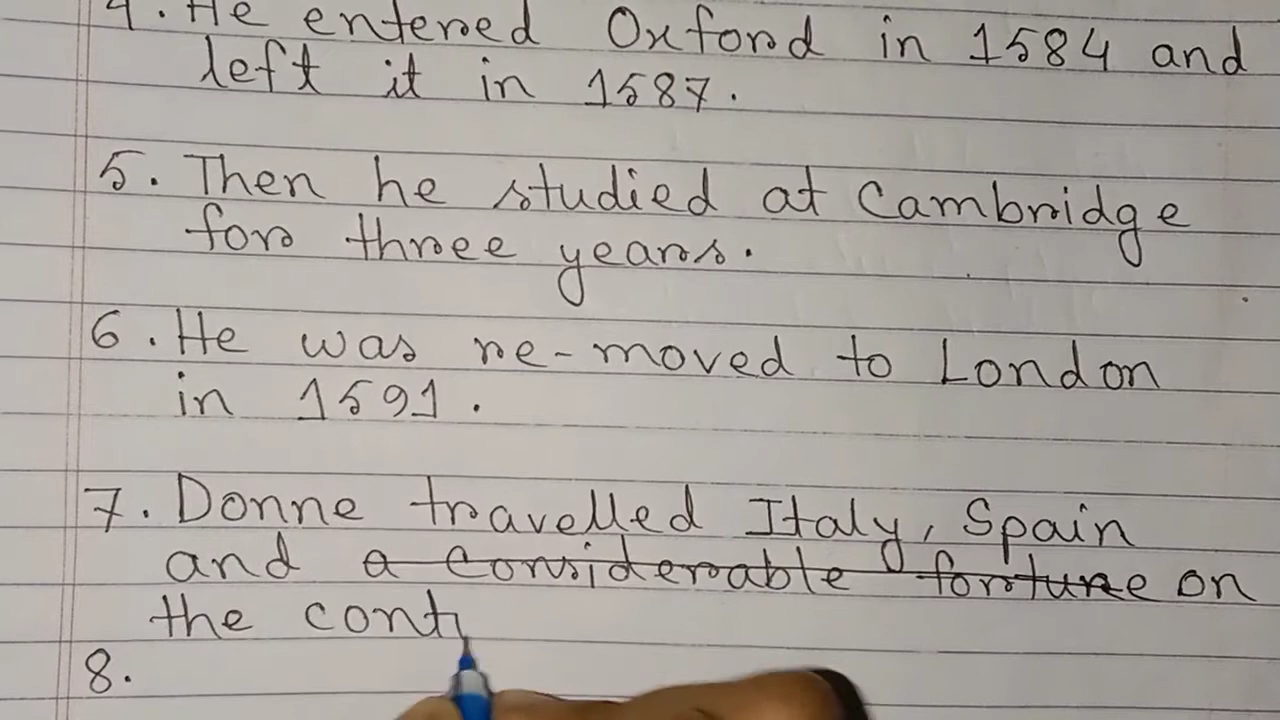 4. He entered Oxford in 1584 and
left it in 1587.
5. Then he studied at Cambridge
for three years.
6. He was re-moved to London
in 1591.
7. Donne travelled Italy, Spain
and a considerable fortune on
the cont
8.